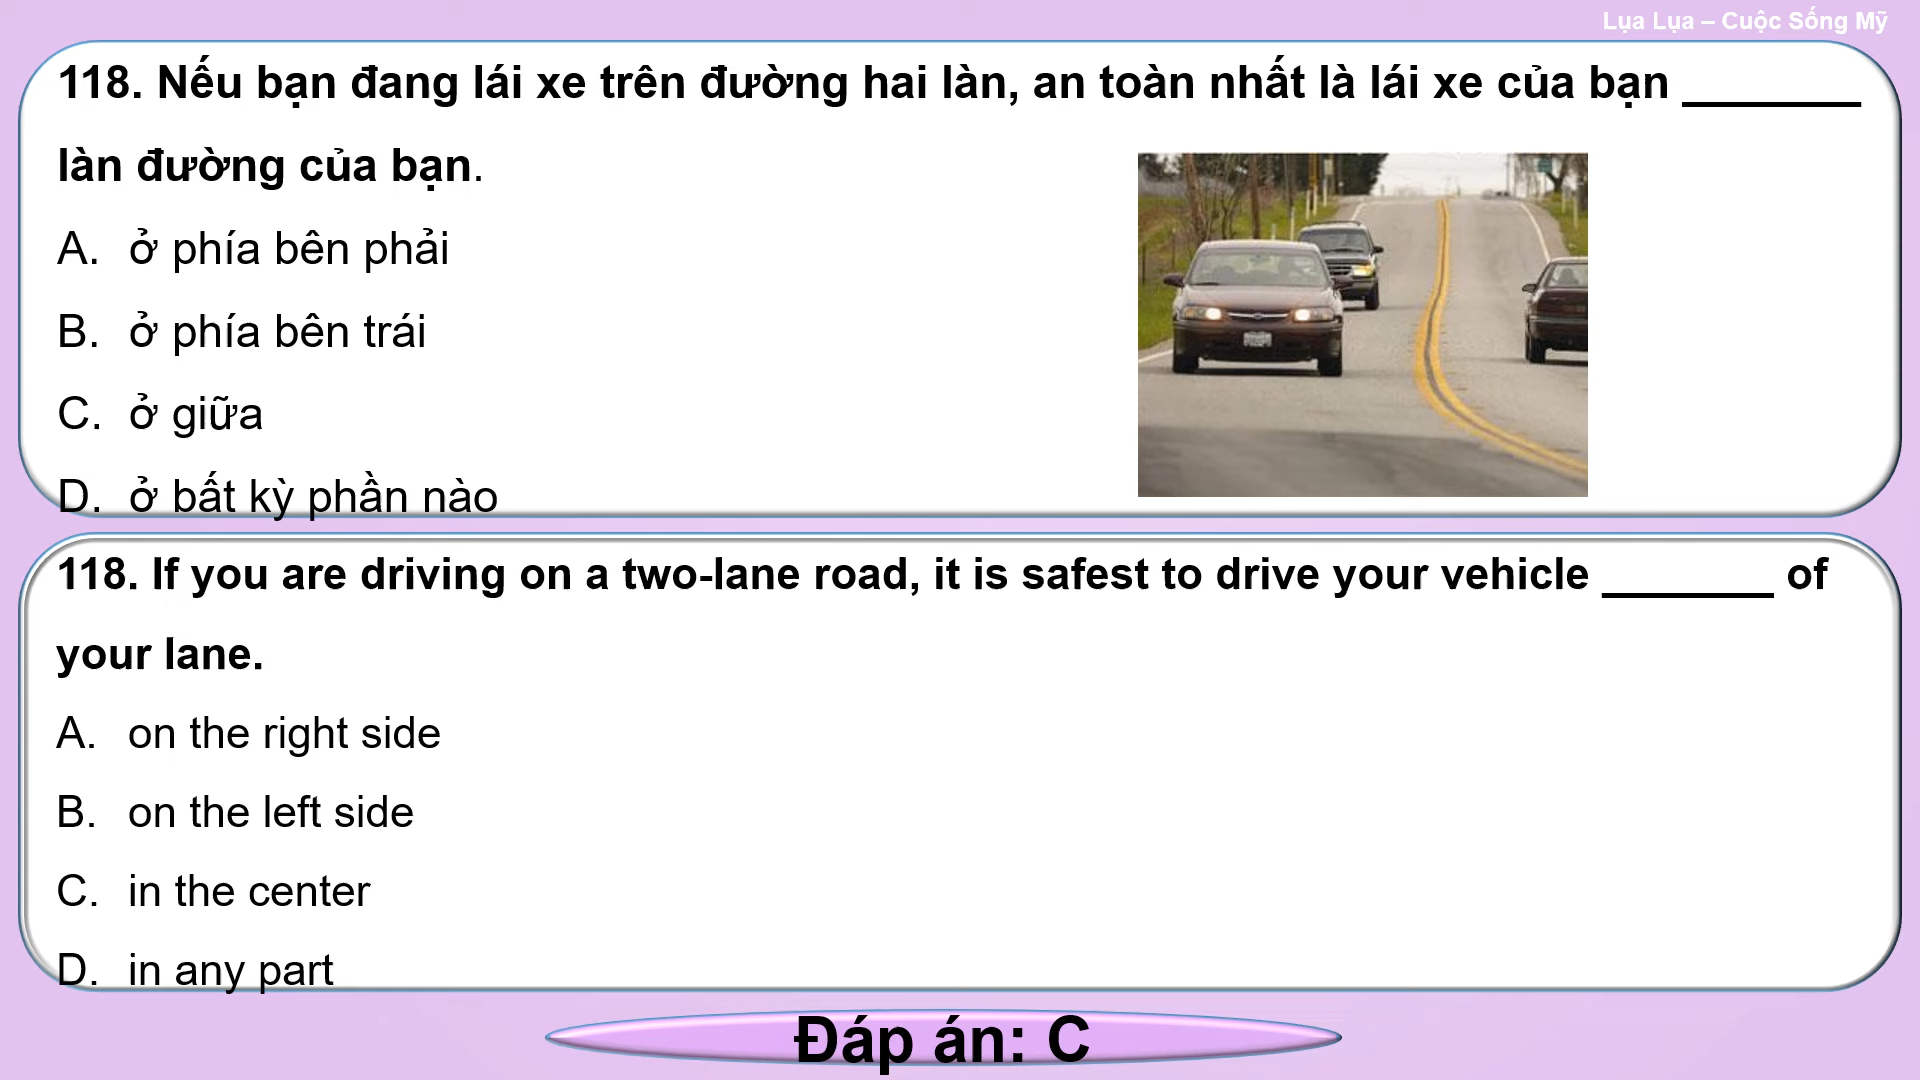 Lụa Lụa – Cuộc Sống Mỹ
118. Nếu bạn đang lái xe trên đường hai làn, an toàn nhất là lái xe của bạn _______
làn đường của bạn.
A. ở phía bên phải
B. ở phía bên trái
C. ở giữa
D. ở bất kỳ phần nào
118. If you are driving on a two-lane road, it is safest to drive your vehicle _______ of
your lane.
A. on the right side
B. on the left side
C. in the center
D. in any part
Đáp án: C